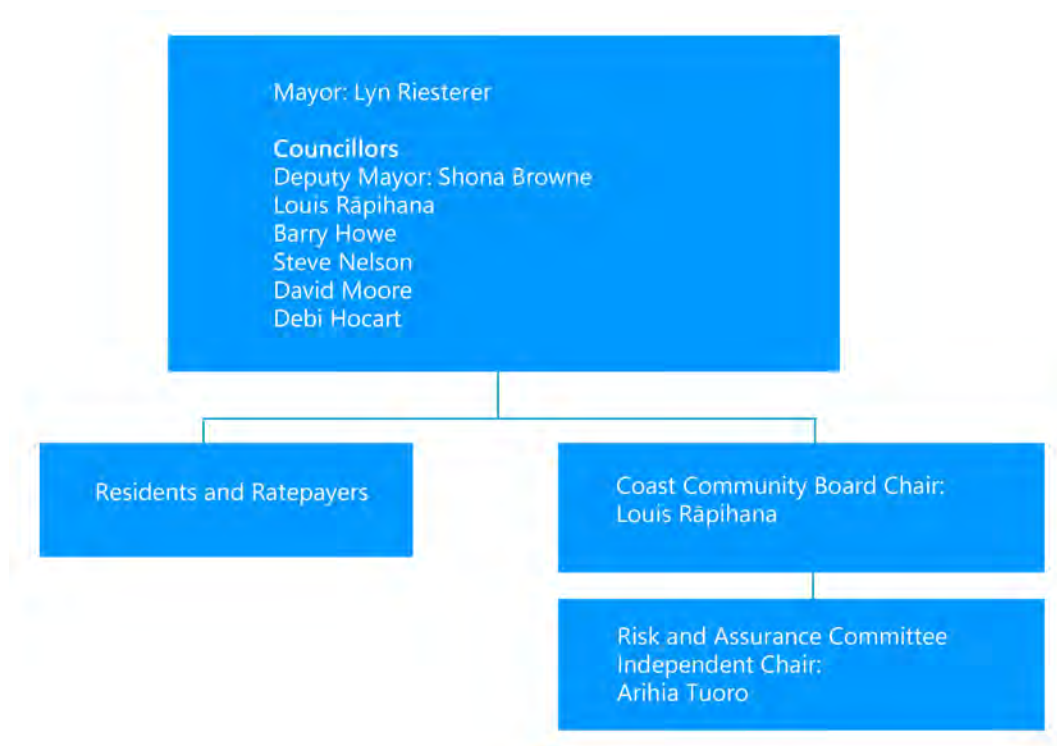 Mayor: Lyn Riesterer
Councillors
Deputy Mayor: Shona Browne
Louis Rāpihana
Barry Howe
Steve Nelson
David Moore
Debi Hocart
Residents and Ratepayers
Coast Community Board Chair:
Louis Rāpihana
Risk and Assurance Committee
Independent Chair:
Arihia Tuoro